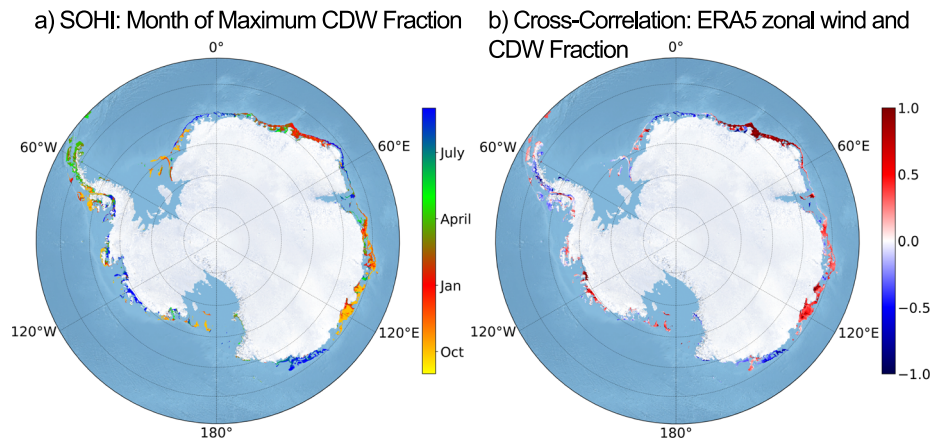 a) SOHI: Month of Maximum CDW Fraction
b) Cross-Correlation: ERA5 zonal wind and
CDW Fraction
0°
60°W
60°E
120°W
120°E
180°
July
April
Jan
Oct
0°
60°W
60°E
120°W
120°E
180°
1.0
0.5
0.0
−0.5
−1.0